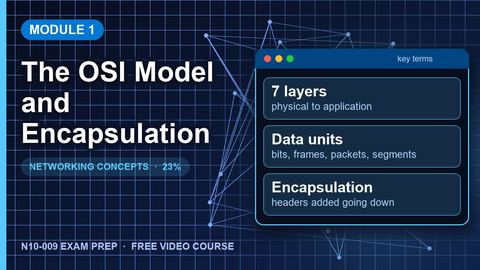 MODULE 1
The OSI Model
and
Encapsulation
NETWORKING CONCEPTS · 23%
N10-009 EXAM PREP · FREE VIDEO COURSE
key terms
7 layers
physical to application
Data units
bits, frames, packets, segments
Encapsulation
headers added going down